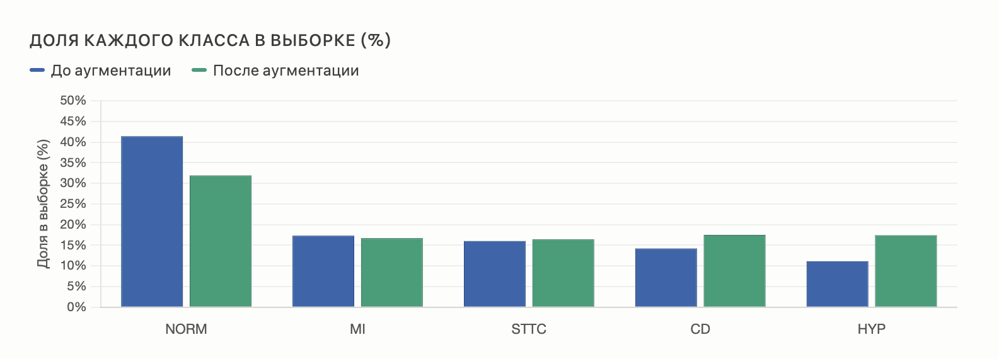 ДОЛЯ КАЖДОГО КЛАССА В ВЫБОРКЕ (%)
До аугментации После аугментации
Доля в выборке (%)
50%
45%
40%
35%
30%
25%
20%
15%
10%
5%
0%
NORM MI STTC CD HYP